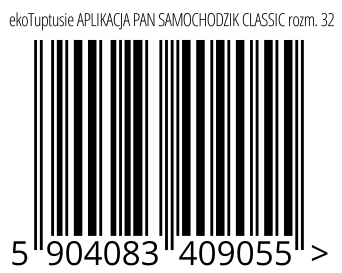 ekoTuptusie APLIKACJA PAN SAMOCHODZIK CLASSIC rozm. 32
5 904083 409055 >